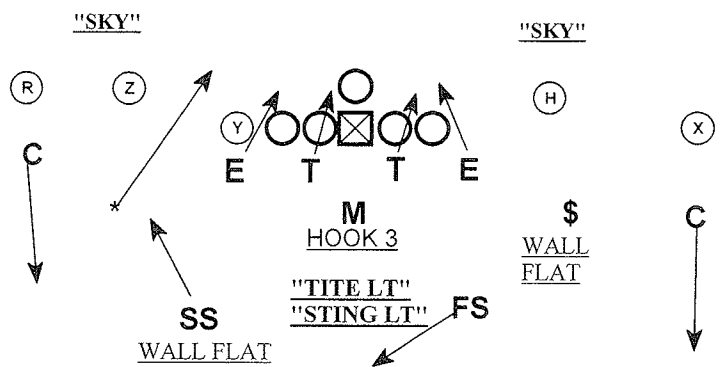 "SKY"
"SKY"
R
Z
H
Y
X
C
E
T
T
E
*
M
$
C
HOOK 3
WALL
FLAT
"TITE LT"
"STING LT"
FS
SS
WALL FLAT